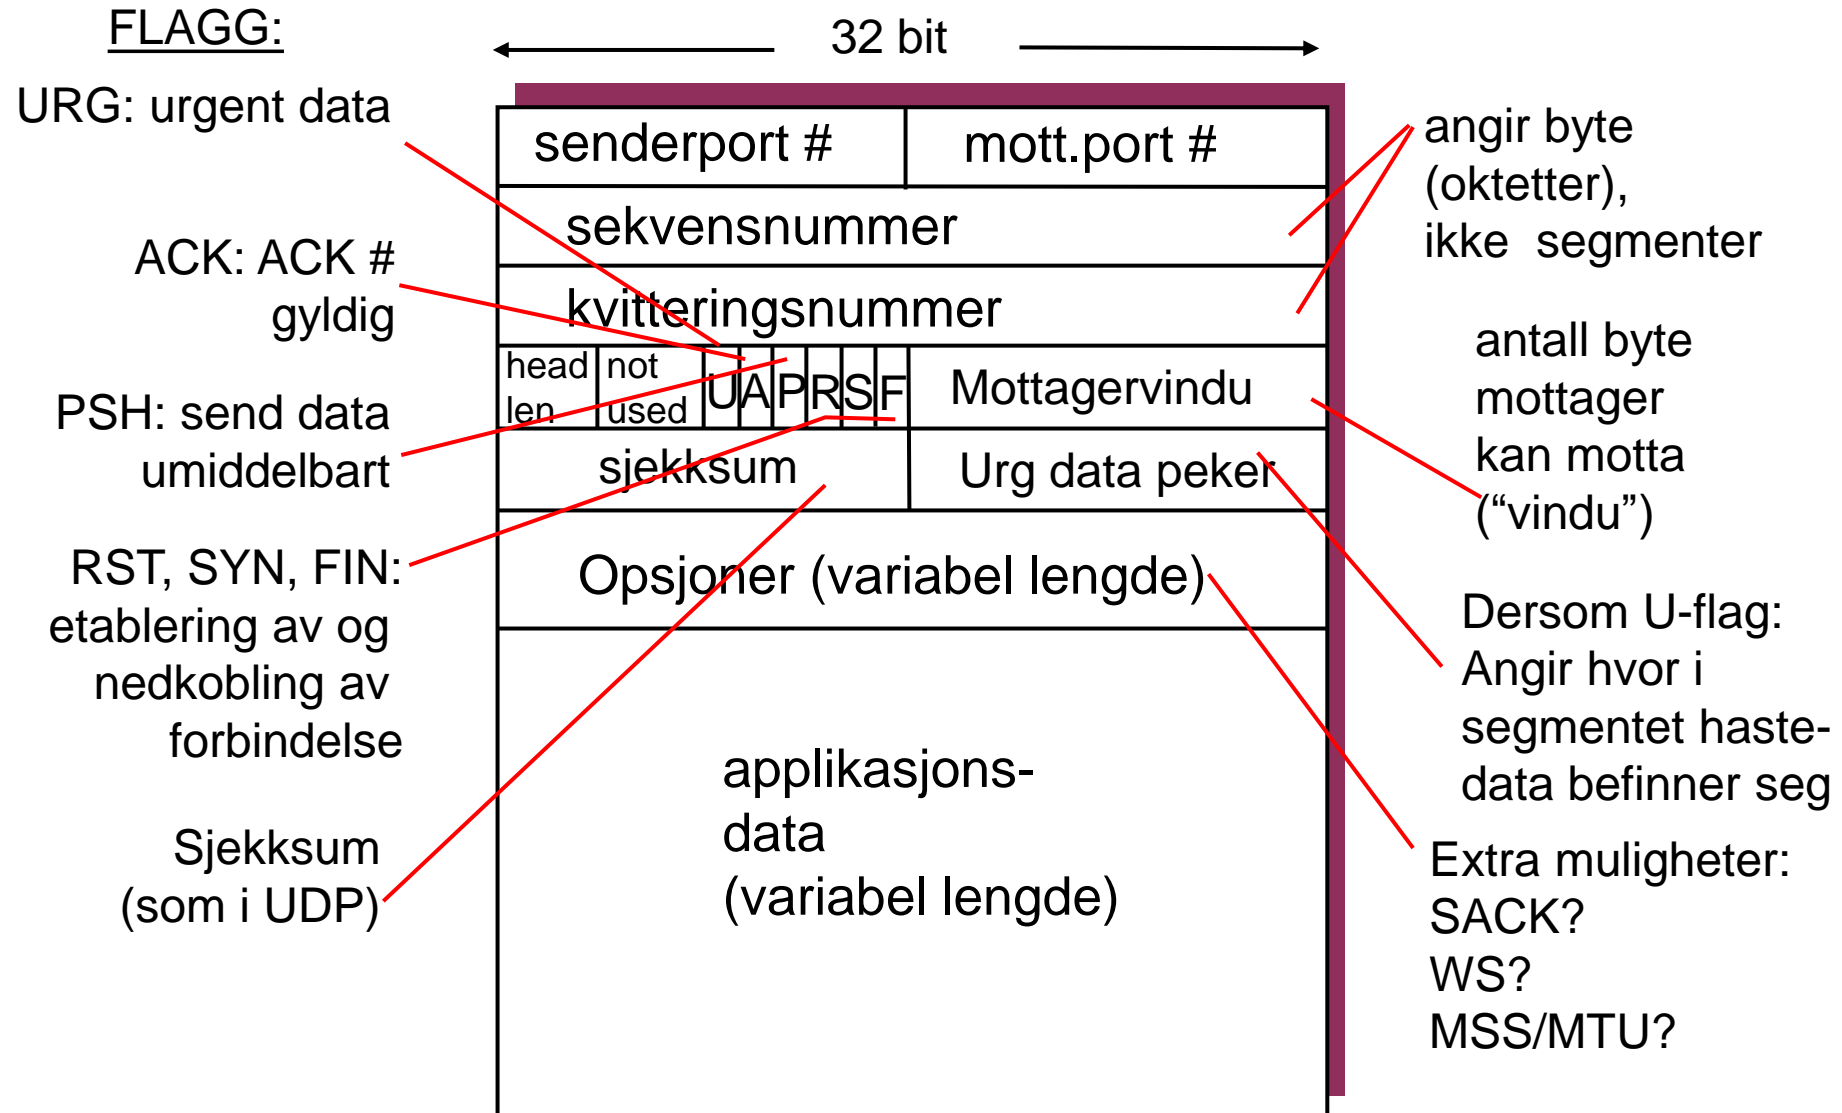 FLAGG:
URG: urgent data
ACK: ACK #
gyldig
PSH: send data
umiddelbart
RST, SYN, FIN:
etablering av og
nedkobling av
forbindelse
Sjekksum
(som i UDP)
32 bit
senderport #
mott.port #
sekvensnummer
kvitteringsnummer
head
len
not
used
U
A
P
R
S
F
Mottagervindu
sjekksum
Urg data peker
Opsjoner (variabel lengde)
applikasjons-
data
(variabel lengde)
angir byte
(oktetter),
ikke segmenter
antall byte
mottager
kan motta
(“vindu”)
Dersom U-flag:
Angir hvor i
segmentet haste-
data befinner seg
Extra muligheter:
SACK?
WS?
MSS/MTU?